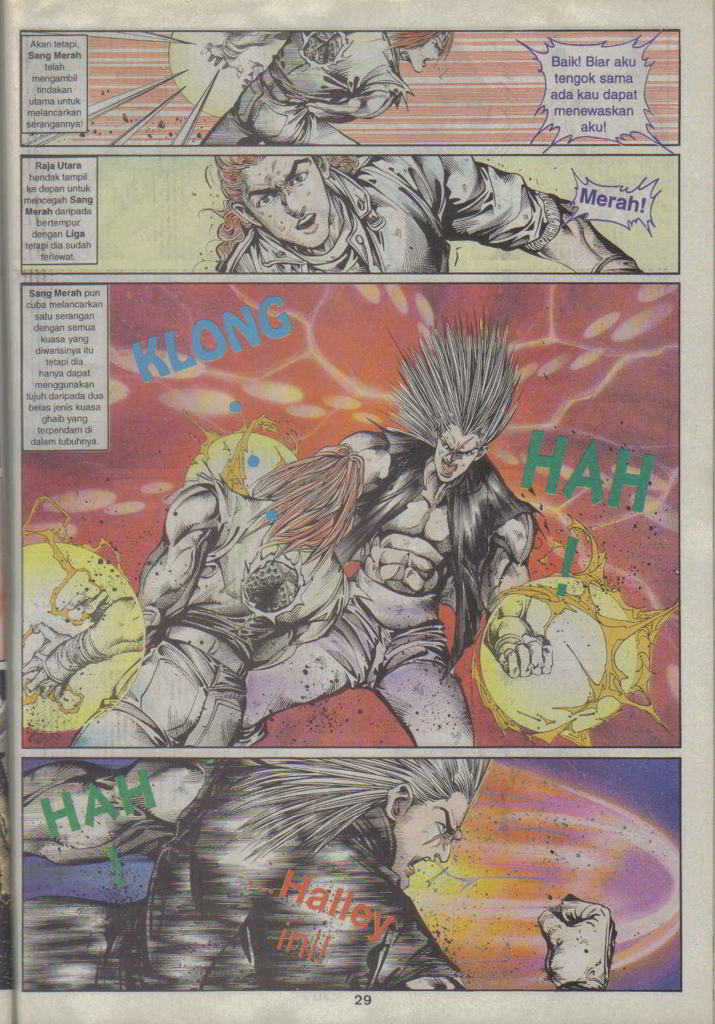 Akan tetapi,
Sang Merah
telah
mengambil
tindakan
utama untuk
melancarkan
serangannya!
Baik! Biar aku
tengok sama
ada kau dapat
menewaskan
aku!
Raja Utara
hendak tampil
ke depan untuk
mencegah Sang
Merah daripada
bertempur
dengan Liga
tetapi dia sudah
terlewat.
Merah!
Sang Merah pun
cuba melancarkan
satu serangan
dengan semua
kuasa yang
diwarisinya itu
tetapi dia
hanya dapat
menggunakan
tujuh daripada dua
belas jenis kuasa
ghaib yang
terpendam di
dalam tubuhnya.
KLONG
HAH
!
HAH
!
...Halley
ini!!
29